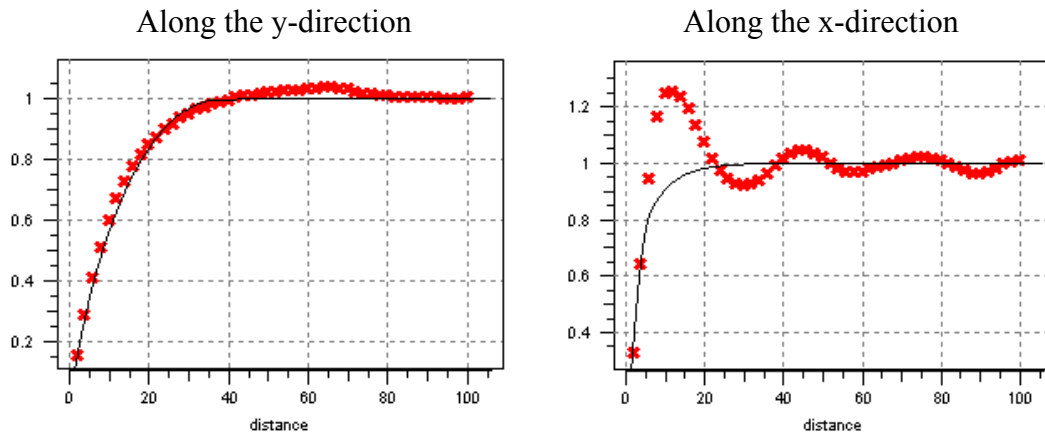 Along the y-direction
1
0.8
0.6
0.4
0.2
0 20 40 60 80 100
distance
Along the x-direction
1.2
1
0.8
0.6
0.4
0 20 40 60 80 100
distance